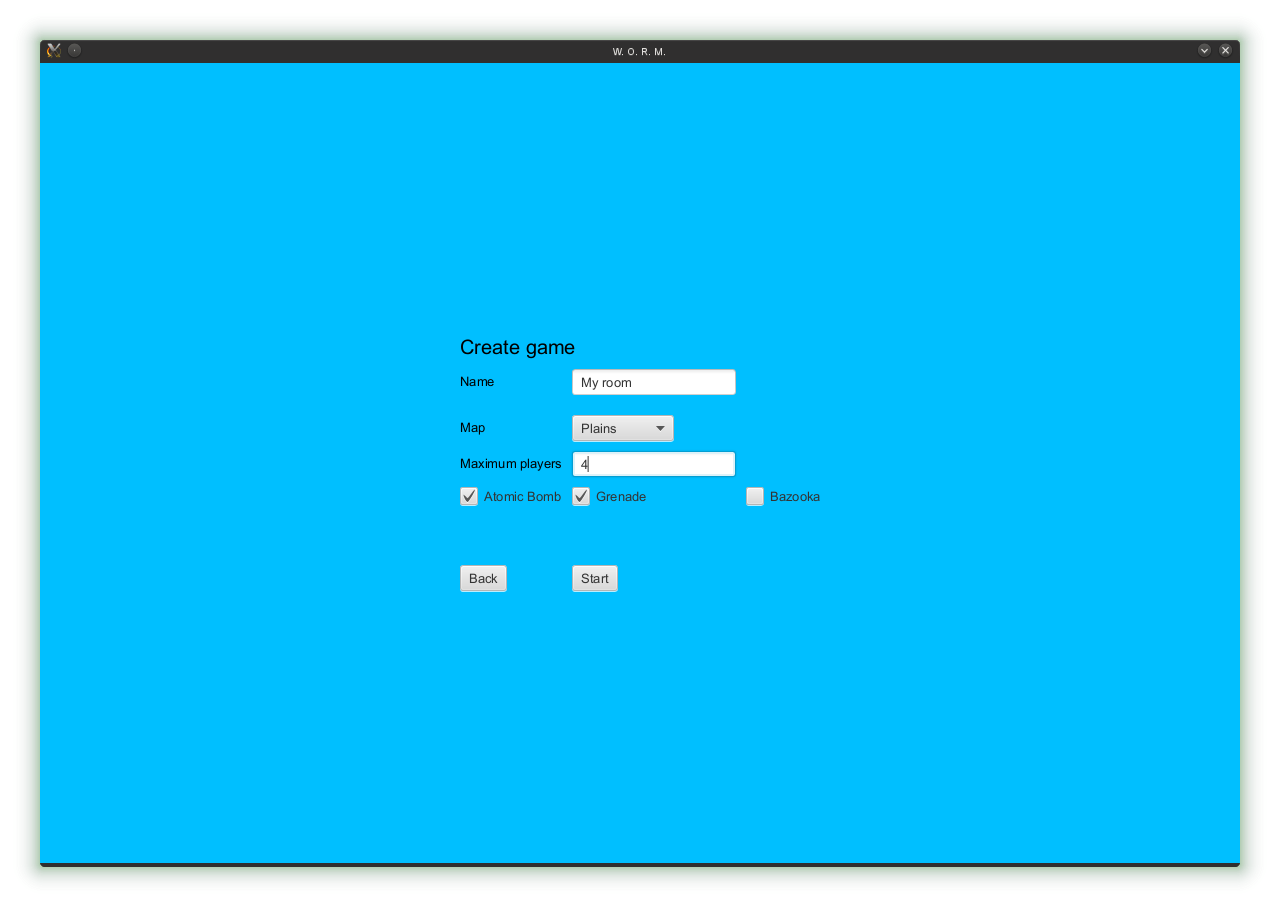 W. O. R. M.
Create game
Name My room
Map Plains
Maximum players 4
Atomic Bomb Grenade Bazooka
Back Start